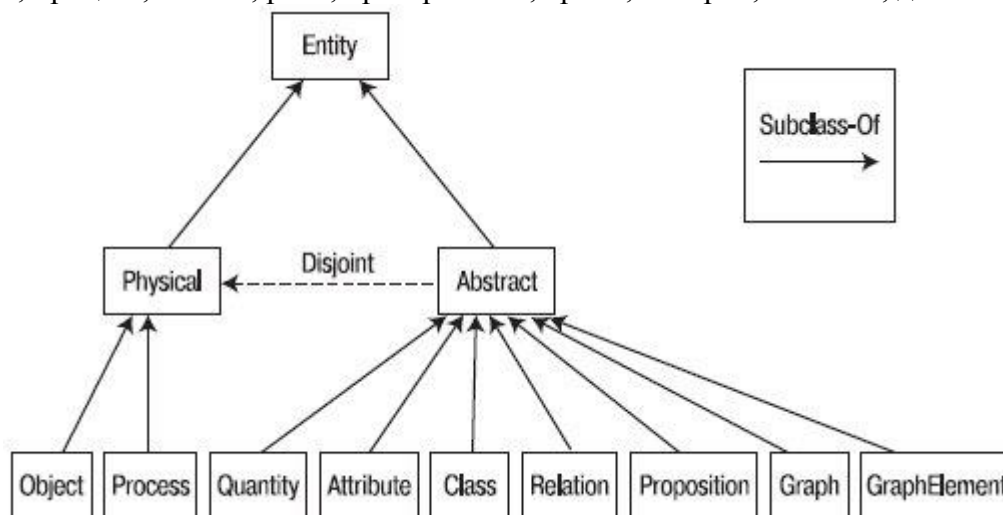 Entity
Subclass-Of
Physical
Disjoint
Abstract
Object
Process
Quantity
Attribute
Class
Relation
Proposition
Graph
GraphElement